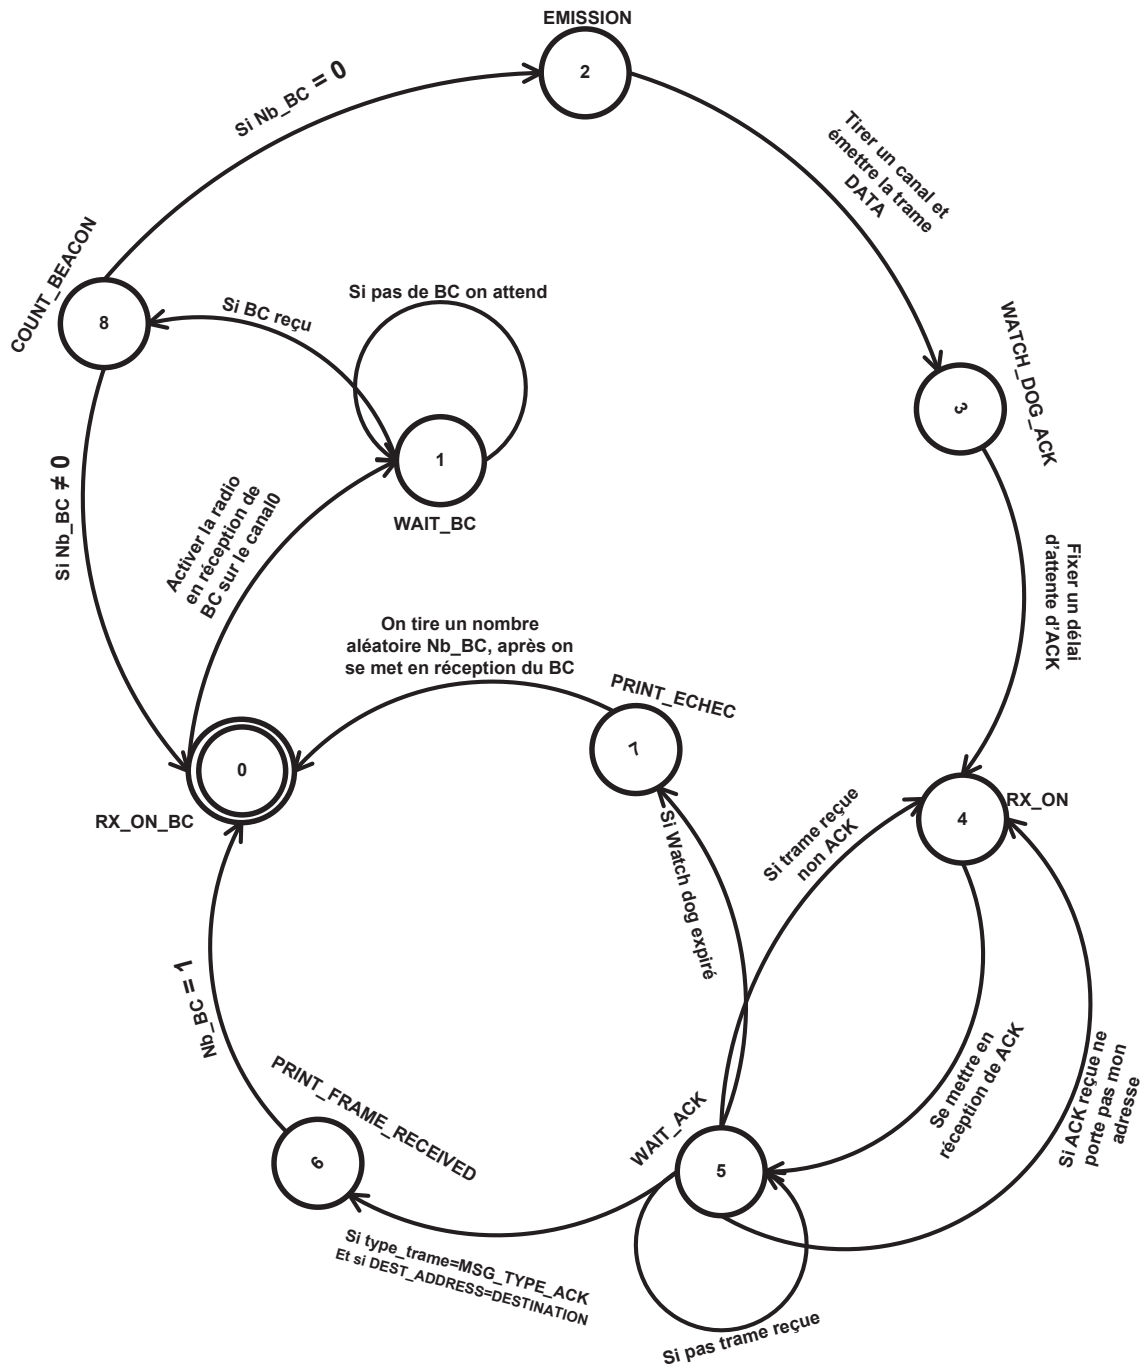 EMISSION
2
Si Nb_BC = 0
Tirer un canal et
émettre la trame
DATA
COUNT_BEACON
8
Si BC reçu
Si pas de BC on attend
WATCH_DOG_ACK
3
1
WAIT_BC
Si Nb_BC ≠ 0
Activer la radio
en réception de
BC sur le canal0
Fixer un délai
d'attente d'ACK
On tire un nombre
aléatoire Nb_BC, après on
se met en réception du BC
PRINT_ECHEC
7
0
RX_ON_BC
RX_ON
4
Si trame reçue
non ACK
Si Watch dog expiré
Nb_BC = 1
Se mettre en
réception de ACK
Si ACK reçue ne
porte pas mon
adresse
PRINT_FRAME_RECEIVED
6
WAIT_ACK
5
Si type_trame=MSG_TYPE_ACK
Et si DEST_ADDRESS=DESTINATION
Si pas trame reçue